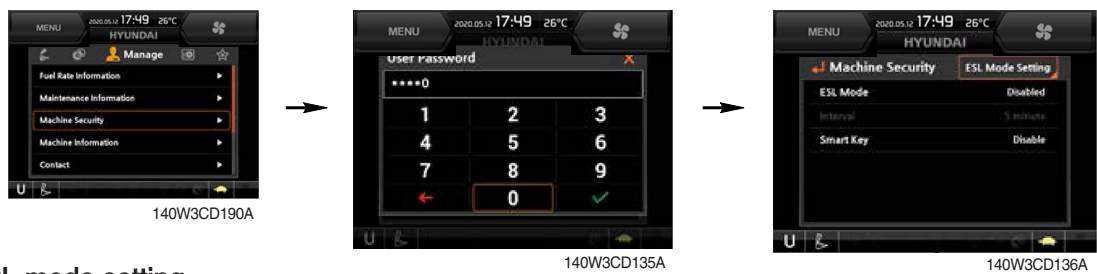 MENU
2020.05.12 17:49 26°C
HYUNDAI
Manage
Fuel Rate Information
Maintenance Information
Machine Security
Machine Information
Contact
U
140W3CD190A
MENU
2020.05.12 17:49 26°C
HYUNDAI
User Password X
****0
1 2 3
4 5 6
7 8 9
0
U
140W3CD135A
MENU
2020.05.12 17:49 26°C
HYUNDAI
Machine Security ESL Mode Setting
ESL Mode Disabled
Interval 5 minute
Smart Key Disable
U
140W3CD136A
mode setting